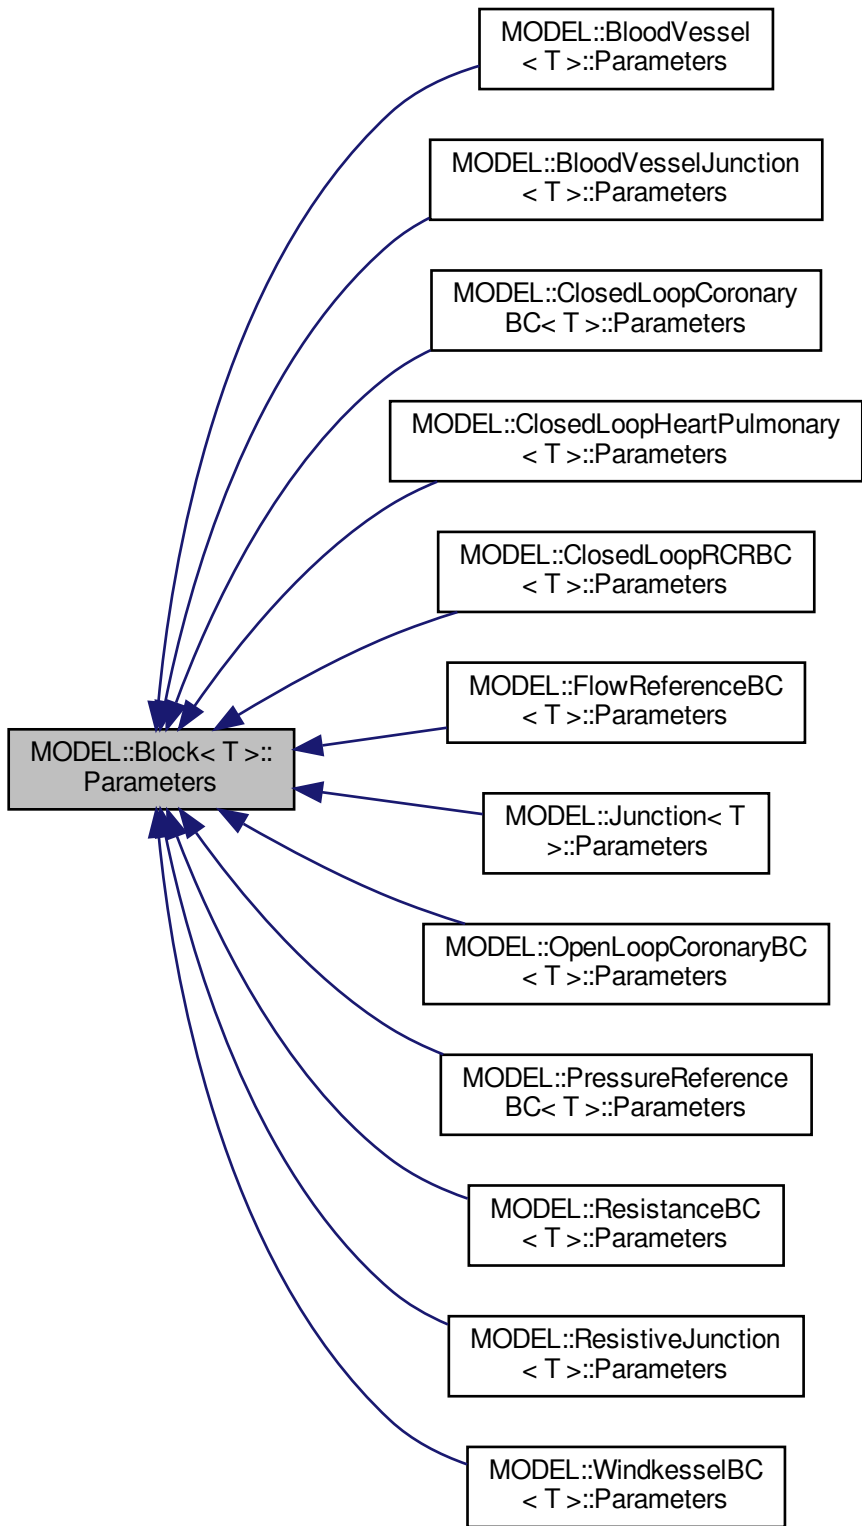 MODEL::BloodVessel
< T >::Parameters
MODEL::BloodVesselJunction
< T >::Parameters
MODEL::ClosedLoopCoronary
BC< T >::Parameters
MODEL::ClosedLoopHeartPulmonary
< T >::Parameters
MODEL::ClosedLoopRCRBC
< T >::Parameters
MODEL::FlowReferenceBC
< T >::Parameters
MODEL::Block< T >::
Parameters
MODEL::Junction< T
>::Parameters
MODEL::OpenLoopCoronaryBC
< T >::Parameters
MODEL::PressureReference
BC< T >::Parameters
MODEL::ResistanceBC
< T >::Parameters
MODEL::ResistiveJunction
< T >::Parameters
MODEL::WindkesselBC
< T >::Parameters